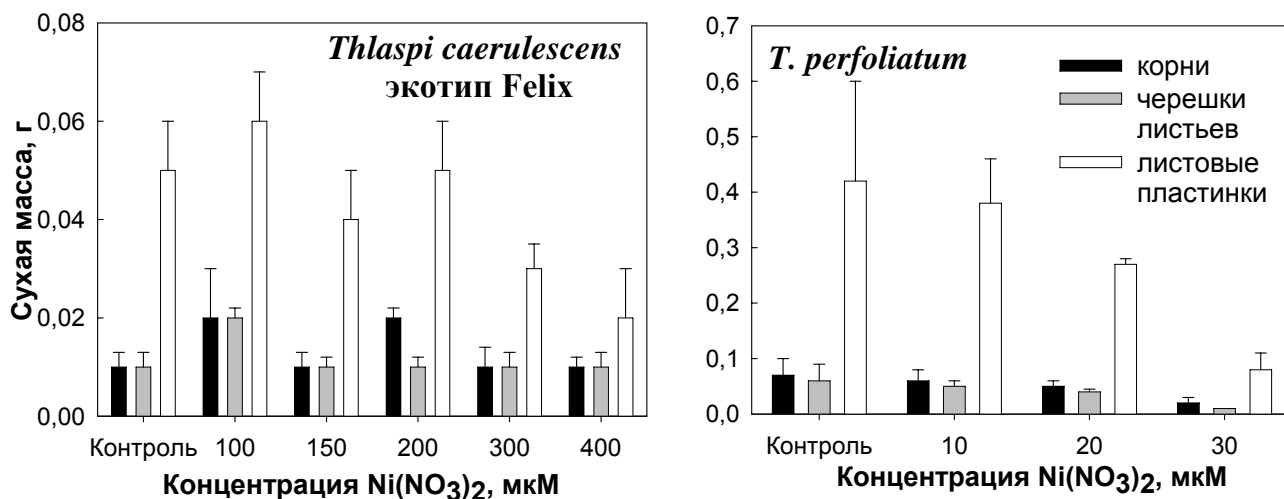 Thlaspi caerulescens
экотип Felix
Сухая масса, г
0,08
0,06
0,04
0,02
0,00
Контроль 100 150 200 300 400
Концентрация Ni(NO3)2, мкМ
T. perfoliatum
корни
черешки
листьев
листовые
пластинки
0,7
0,6
0,5
0,4
0,3
0,2
0,1
0,0
Контроль 10 20 30
Концентрация Ni(NO3)2, мкМ